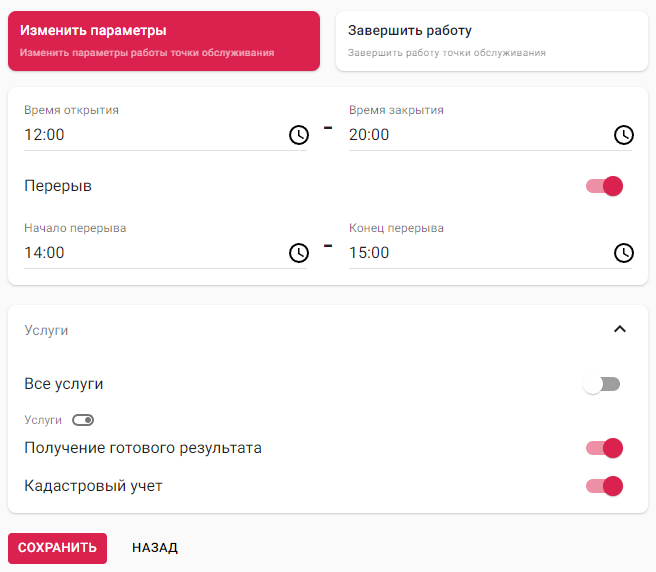 Изменить параметры
Изменить параметры работы точки обслуживания
Завершить работу
Завершить работу точки обслуживания
Время открытия
12:00
-
Время закрытия
20:00
Перерыв
Начало перерыва
14:00
-
Конец перерыва
15:00
Услуги
Все услуги
Услуги
Получение готового результата
Кадастровый учет
СОХРАНИТЬ
НАЗАД